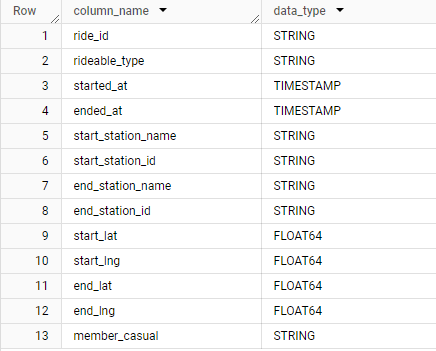 Row column_name data_type
1 ride_id STRING
2 rideable_type STRING
3 started_at TIMESTAMP
4 ended_at TIMESTAMP
5 start_station_name STRING
6 start_station_id STRING
7 end_station_name STRING
8 end_station_id STRING
9 start_lat FLOAT64
10 start_lng FLOAT64
11 end_lat FLOAT64
12 end_lng FLOAT64
13 member_casual STRING